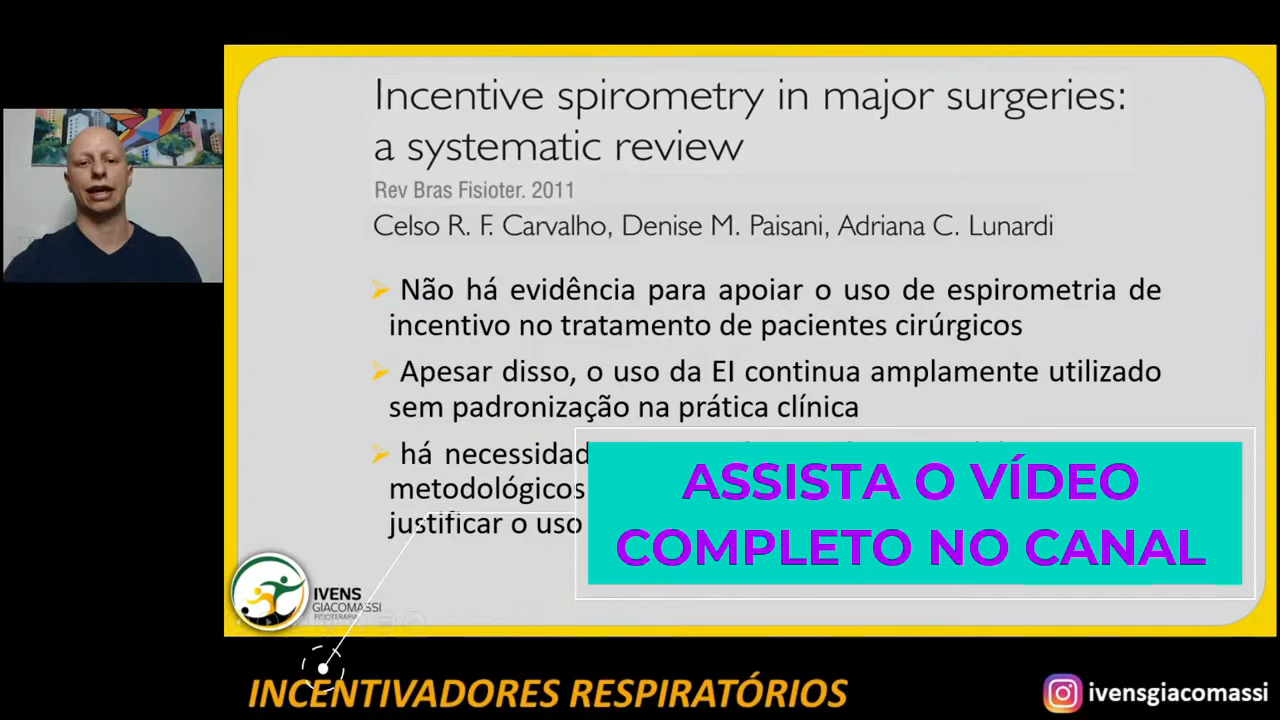 Incentive spirometry in major surgeries:
a systematic review
Rev Bras Fisioter. 2011
Celso R. F. Carvalho, Denise M. Paisani, Adriana C. Lunardi
Não há evidência para apoiar o uso de espirometria de
incentivo no tratamento de pacientes cirúrgicos
Apesar disso, o uso da EI continua amplamente utilizado
sem padronização na prática clínica
há necessidad
metodológicos
justificar o uso
ASSISTA O VÍDEO
COMPLETO NO CANAL
IVENS
GIACOMASSI
FISIOTERAPIA
INCENTIVADORES RESPIRATÓRIOS
ivensgiacomassi